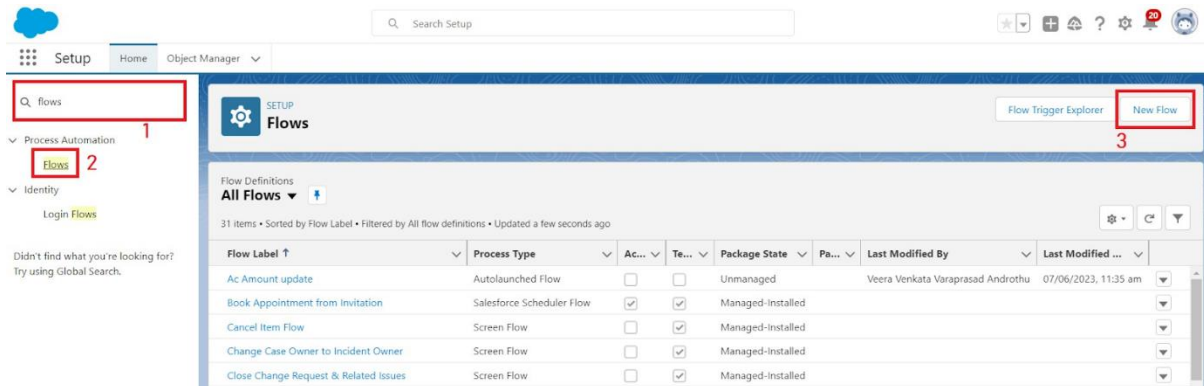 Search Setup
20
Setup Home Object Manager
flows
1
Process Automation
Flows 2
Identity
Login Flows
Didn't find what you're looking for?
Try using Global Search.
SETUP
Flows
Flow Trigger Explorer New Flow
3
Flow Definitions
All Flows
31 items • Sorted by Flow Label • Filtered by All flow definitions • Updated a few seconds ago
Flow Label ↑ Process Type Ac... Te... Package State Pa... Last Modified By Last Modified ...
Ac Amount update Autolaunched Flow Unmanaged Veera Venkata Varaprasad Androthu 07/06/2023, 11:35 am
Book Appointment from Invitation Salesforce Scheduler Flow Managed-Installed
Cancel Item Flow Screen Flow Managed-Installed
Change Case Owner to Incident Owner Screen Flow Managed-Installed
Close Change Request & Related Issues Screen Flow Managed-Installed